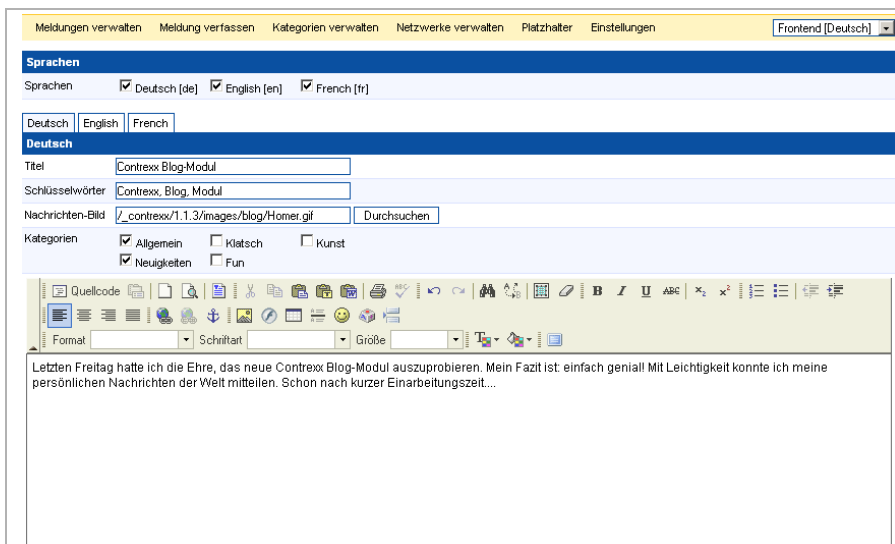 Meldungen verwalten Meldung verfassen Kategorien verwalten Netzwerke verwalten Platzhalter Einstellungen Frontend [Deutsch]
Sprachen
Sprachen Deutsch [de] English [en] French [fr]
Deutsch English French
Deutsch
Titel Contrexx Blog-Modul
Schlüsselwörter Contrexx, Blog, Modul
Nachrichten-Bild /_contrexx/1.1.3/images/blog/Homer.gif Durchsuchen
Kategorien Allgemein Klatsch Kunst
Neuigkeiten Fun
Quellcode B I U ABC x₂ x²
Format Schriftart Größe
Letzten Freitag hatte ich die Ehre, das neue Contrexx Blog-Modul auszuprobieren. Mein Fazit ist: einfach genial! Mit Leichtigkeit konnte ich meine
persönlichen Nachrichten der Welt mitteilen. Schon nach kurzer Einarbeitungszeit....